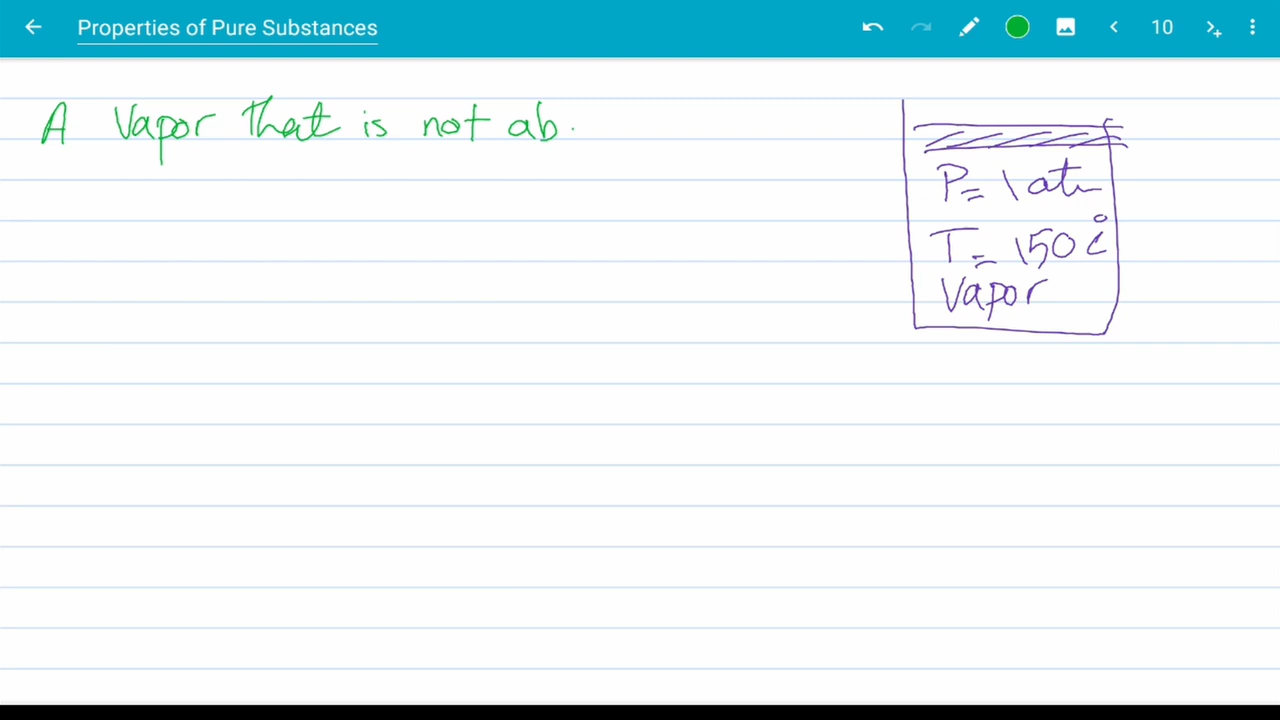 Properties of Pure Substances
10
A Vapor that is not ab.
P = 1 atm
T = 150 °C
Vapor